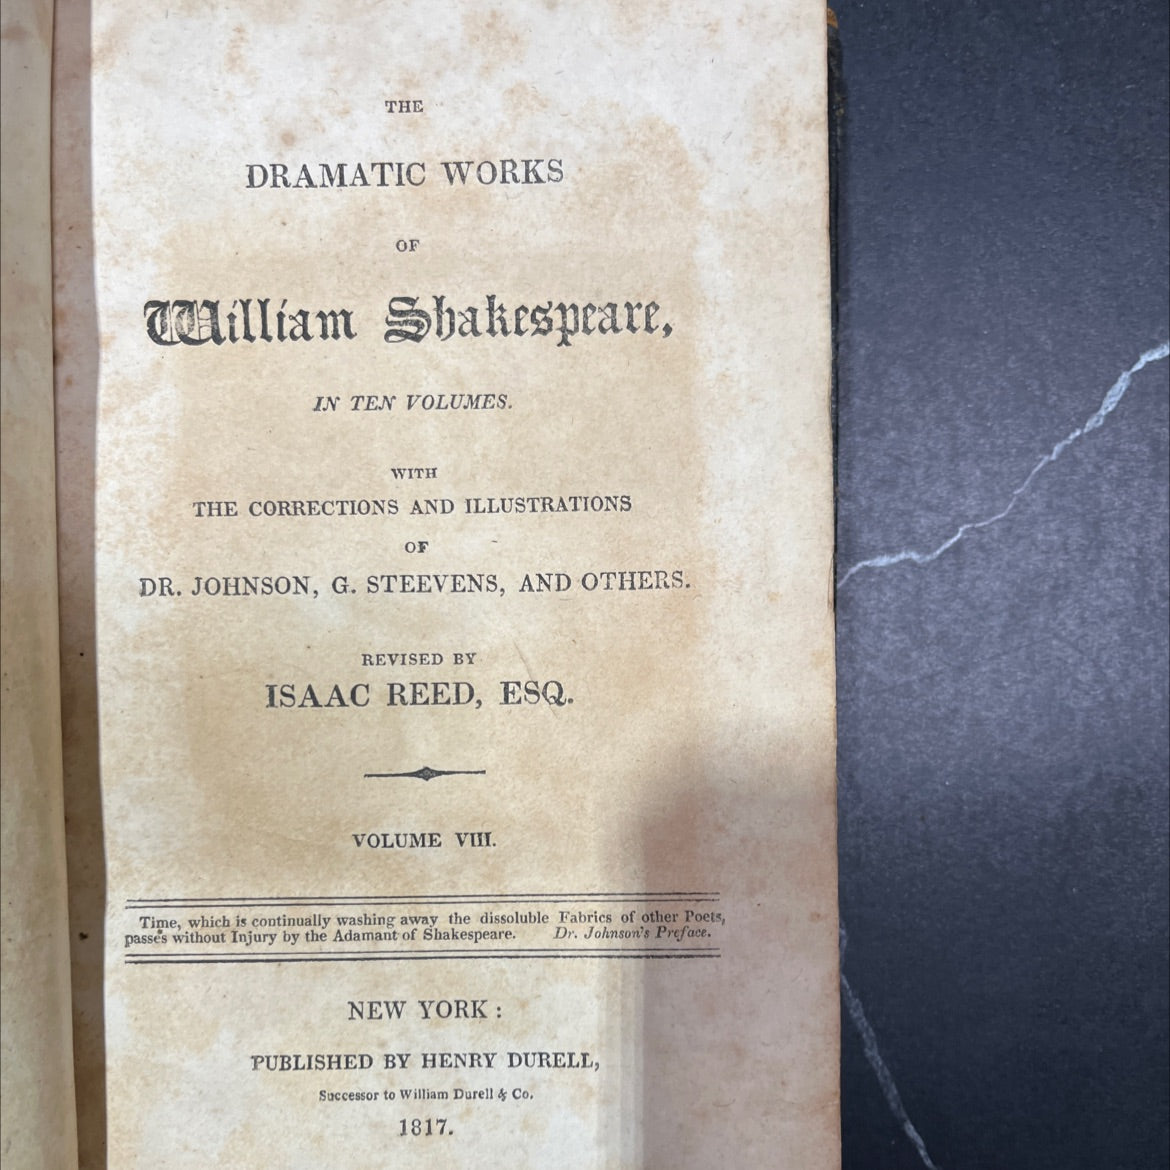 THE
DRAMATIC WORKS
OF
William Shakespeare,
IN TEN VOLUMES.
WITH
THE CORRECTIONS AND ILLUSTRATIONS
OF
DR. JOHNSON, G. STEEVENS, AND OTHERS.
REVISED BY
ISAAC REED, ESQ.
VOLUME VIII.
Time, which is continually washing away the dissoluble Fabrics of other Poets,
passes without Injury by the Adamant of Shakespeare. Dr. Johnson's Preface.
NEW YORK :
PUBLISHED BY HENRY DURELL,
Successor to William Durell & Co.
1817.